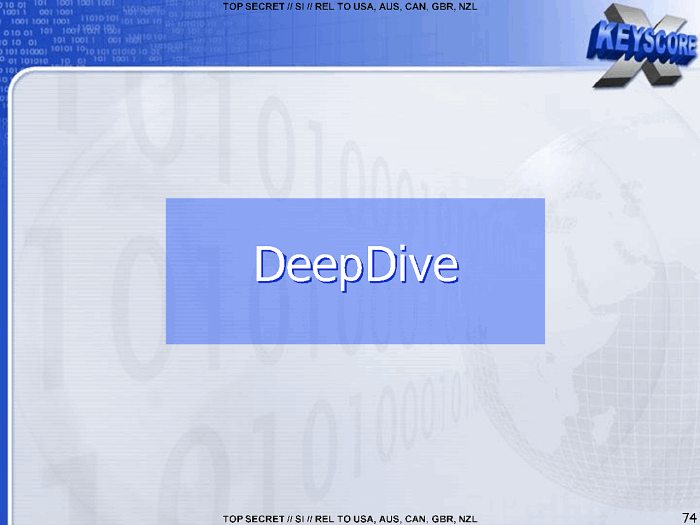 TOP SECRET // SI // REL TO USA, AUS, CAN, GBR, NZL
X
KEYSCORE
DeepDive
TOP SECRET // SI // REL TO USA, AUS, CAN, GBR, NZL
74